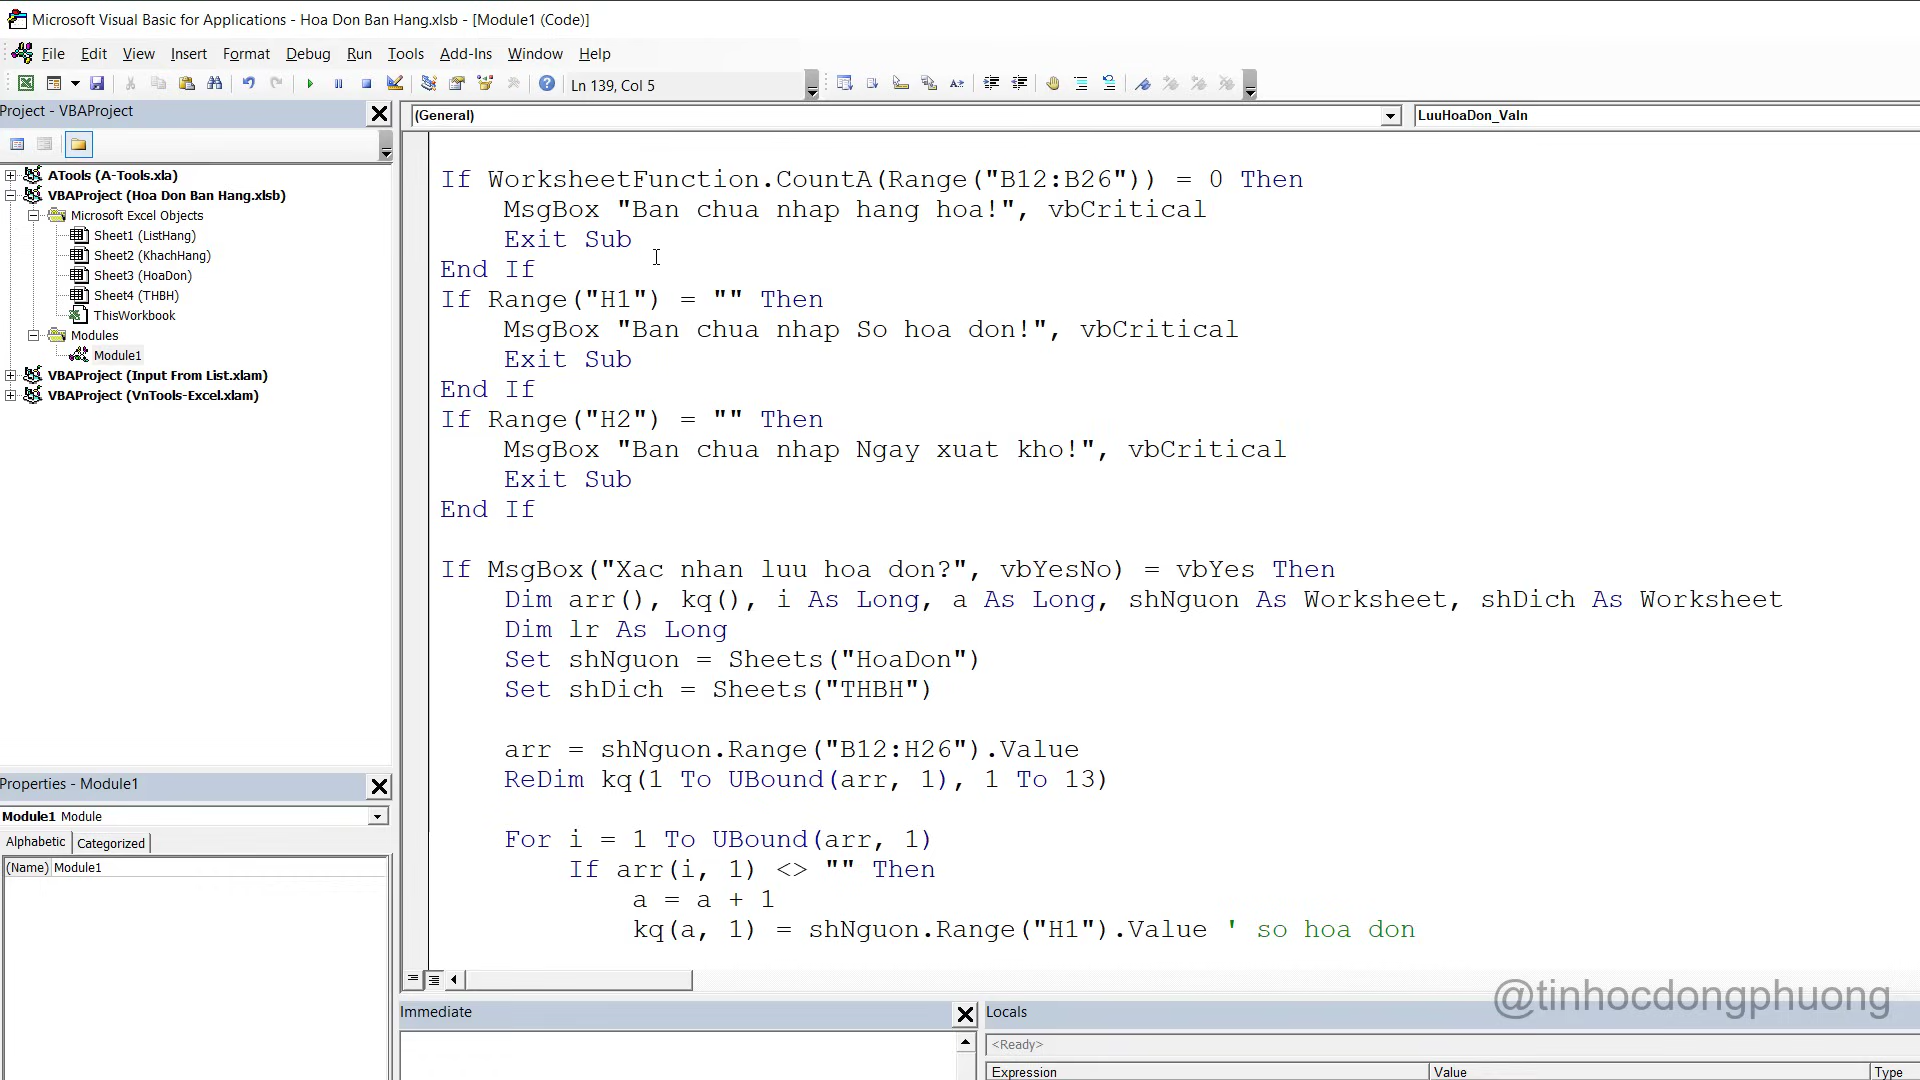 Microsoft Visual Basic for Applications - Hoa Don Ban Hang.xlsb - [Module1 (Code)]
File Edit View Insert Format Debug Run Tools Add-Ins Window Help
Ln 139, Col 5
Project - VBAProject
(General)
LuuHoaDon_VaIn
ATools (A-Tools.xla)
VBAProject (Hoa Don Ban Hang.xlsb)
Microsoft Excel Objects
Sheet1 (ListHang)
Sheet2 (KhachHang)
Sheet3 (HoaDon)
Sheet4 (THBH)
ThisWorkbook
Modules
Module1
VBAProject (Input From List.xlam)
VBAProject (VnTools-Excel.xlam)
If WorksheetFunction.CountA(Range("B12:B26")) = 0 Then
MsgBox "Ban chua nhap hang hoa!", vbCritical
Exit Sub
End If
If Range("H1") = "" Then
MsgBox "Ban chua nhap So hoa don!", vbCritical
Exit Sub
End If
If Range("H2") = "" Then
MsgBox "Ban chua nhap Ngay xuat kho!", vbCritical
Exit Sub
End If
If MsgBox("Xac nhan luu hoa don?", vbYesNo) = vbYes Then
Dim arr(), kq(), i As Long, a As Long, shNguon As Worksheet, shDich As Worksheet
Dim lr As Long
Set shNguon = Sheets("HoaDon")
Set shDich = Sheets("THBH")
arr = shNguon.Range("B12:H26").Value
ReDim kq(1 To UBound(arr, 1), 1 To 13)
For i = 1 To UBound(arr, 1)
If arr(i, 1) <> "" Then
a = a + 1
kq(a, 1) = shNguon.Range("H1").Value ' so hoa don
Properties - Module1
Module1 Module
Alphabetic Categorized
(Name) Module1
Immediate
Locals
<Ready>
Expression Value Type
@tinhocdongphuong